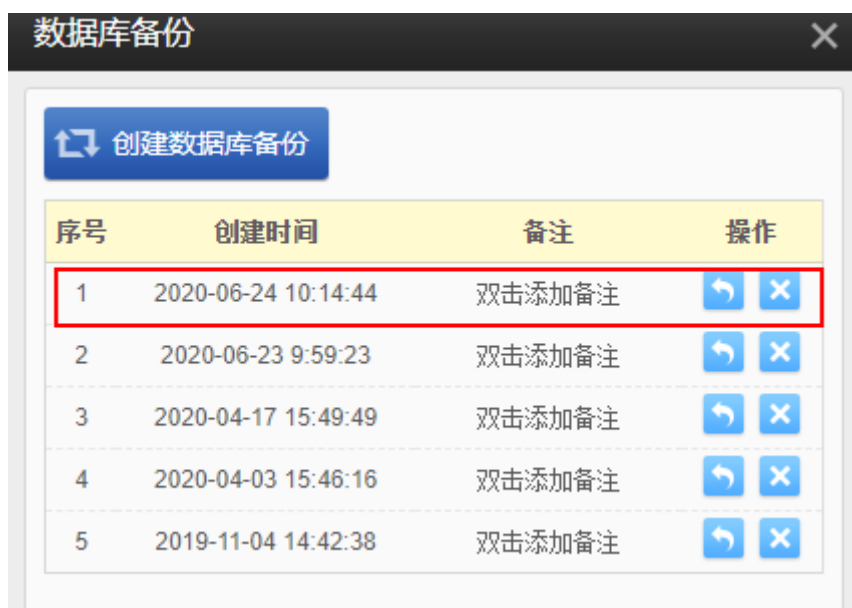 数据库备份
创建数据库备份
序号 创建时间 备注 操作
1 2020-06-24 10:14:44 双击添加备注
2 2020-06-23 9:59:23 双击添加备注
3 2020-04-17 15:49:49 双击添加备注
4 2020-04-03 15:46:16 双击添加备注
5 2019-11-04 14:42:38 双击添加备注